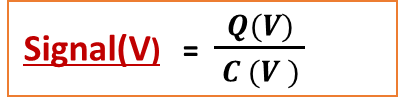 Signal(V) = Q(V)
C (V )